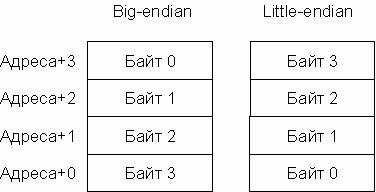 Big-endian Little-endian
Адреса+3 Байт 0 Байт 3
Адреса+2 Байт 1 Байт 2
Адреса+1 Байт 2 Байт 1
Адреса+0 Байт 3 Байт 0